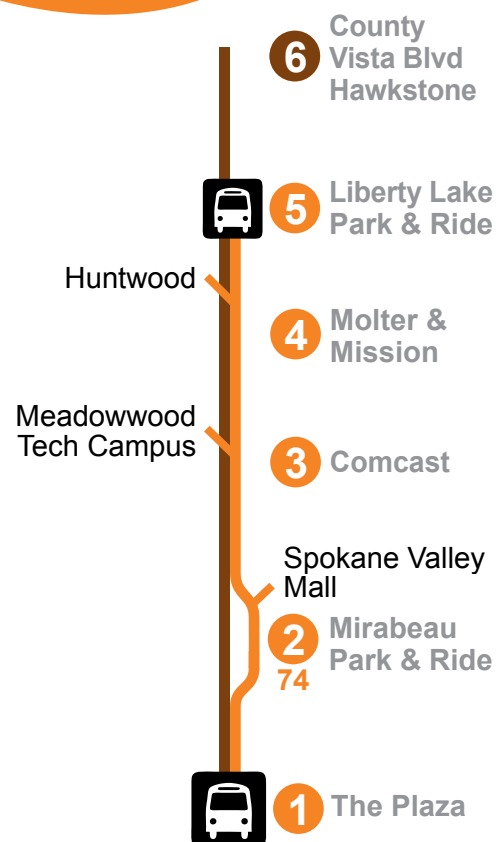 6
County
Vista Blvd
Hawkstone
5
Liberty Lake
Park & Ride
Huntwood
4
Molter &
Mission
Meadowwood
Tech Campus
3
Comcast
Spokane Valley
Mall
2
Mirabeau
Park & Ride
74
1
The Plaza